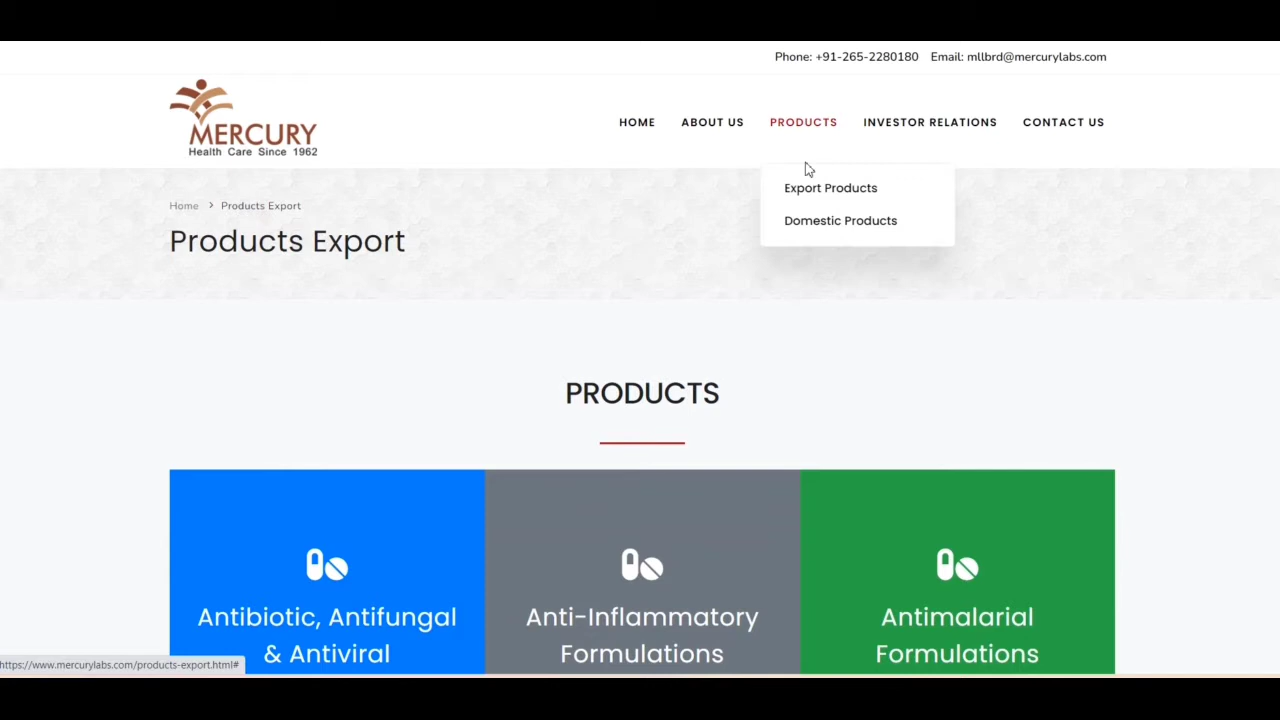 Phone: +91-265-2280180 Email: mllbrd@mercurylabs.com
MERCURY
Health Care Since 1962
HOME ABOUT US PRODUCTS INVESTOR RELATIONS CONTACT US
Export Products
Domestic Products
Home > Products Export
Products Export
PRODUCTS
Antibiotic, Antifungal
& Antiviral
Anti-Inflammatory
Formulations
Antimalarial
Formulations
https://www.mercurylabs.com/products-export.html#